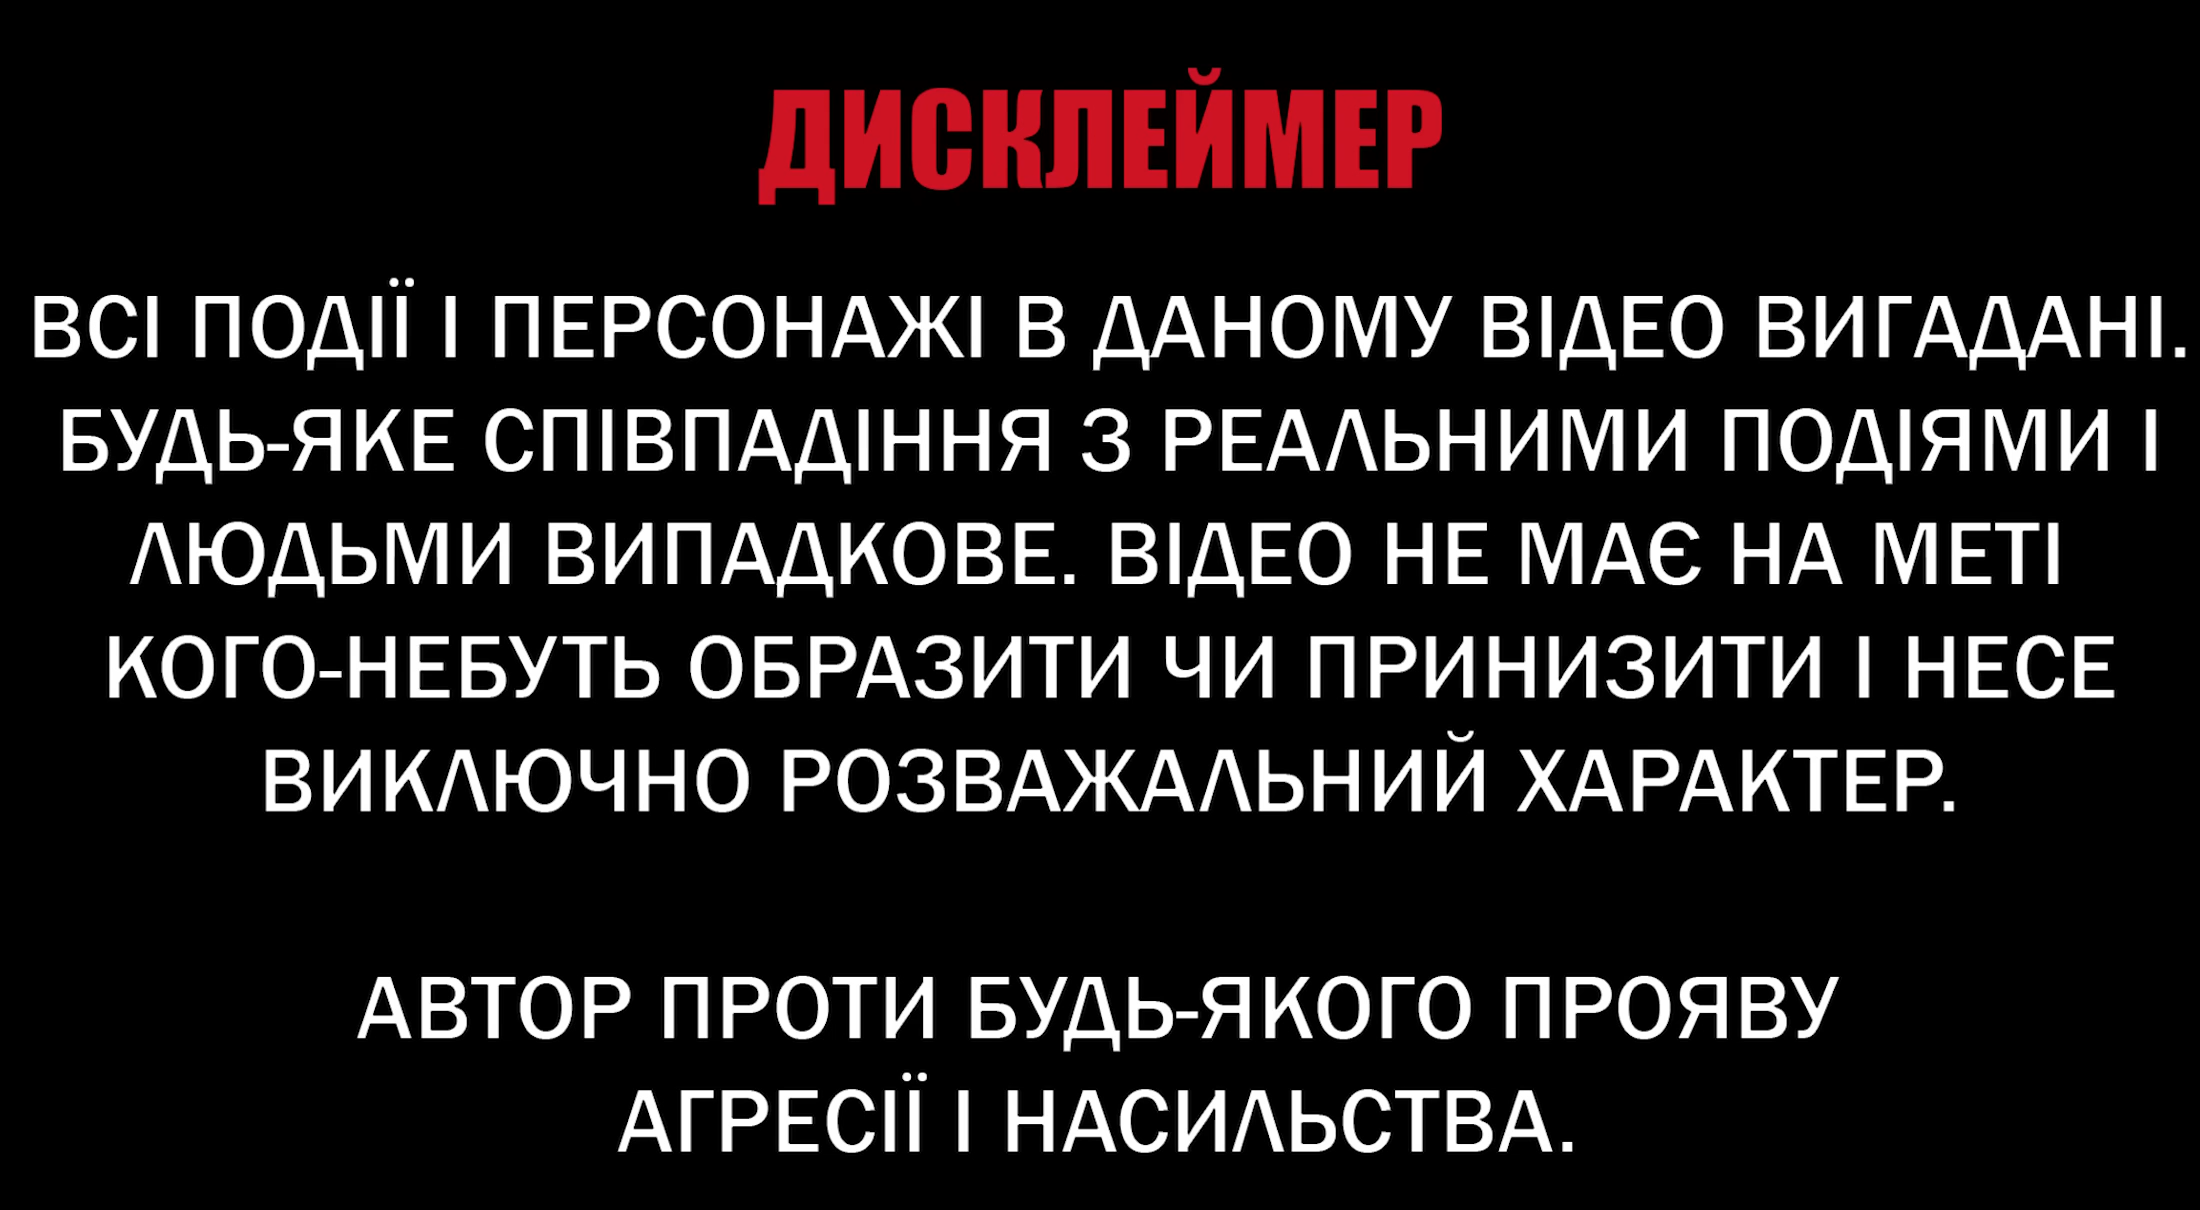 ДИСКЛЕЙМЕР
ВСІ ПОДІЇ І ПЕРСОНАЖІ В ДАНОМУ ВІДЕО ВИГАДАНІ.
БУДЬ-ЯКЕ СПІВПАДІННЯ З РЕАЛЬНИМИ ПОДІЯМИ І
ЛЮДЬМИ ВИПАДКОВЕ. ВІДЕО НЕ МАЄ НА МЕТІ
КОГО-НЕБУТЬ ОБРАЗИТИ ЧИ ПРИНИЗИТИ І НЕСЕ
ВИКЛЮЧНО РОЗВАЖАЛЬНИЙ ХАРАКТЕР.
АВТОР ПРОТИ БУДЬ-ЯКОГО ПРОЯВУ
АГРЕСІЇ І НАСИЛЬСТВА.